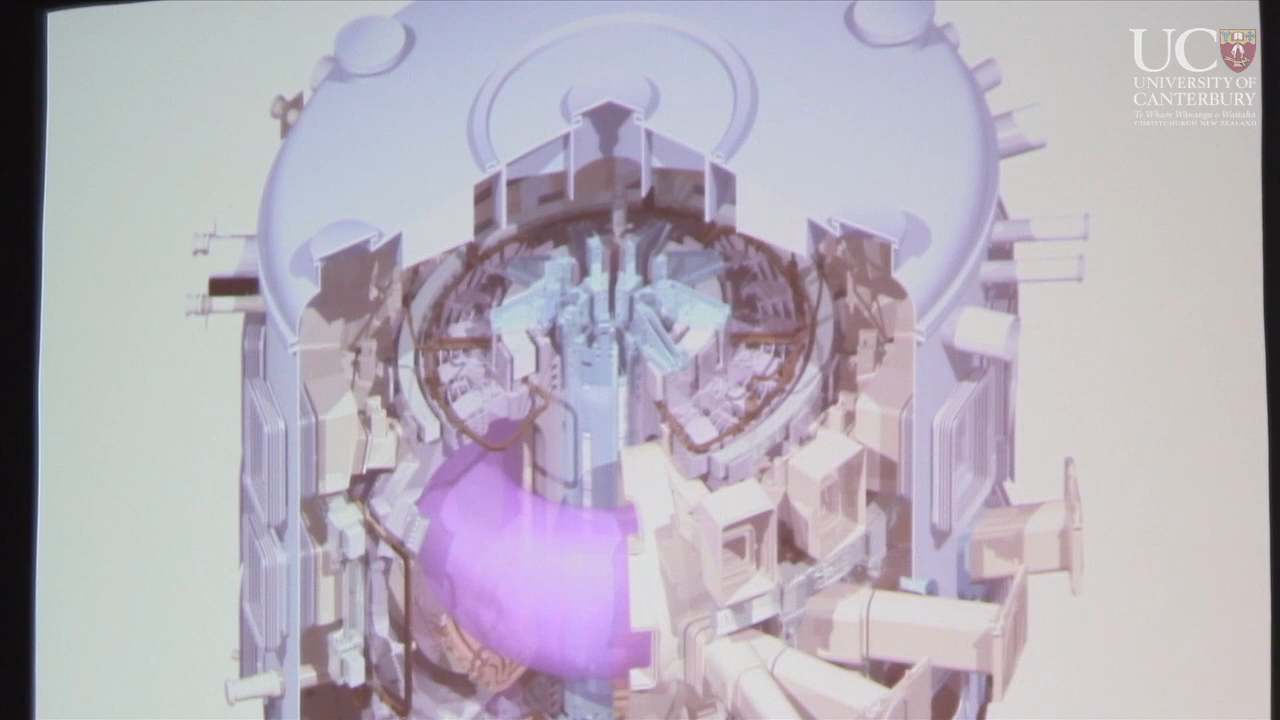 UC
UNIVERSITY OF
CANTERBURY
Te Whare Wānanga o Waitaha
CHRISTCHURCH NEW ZEALAND